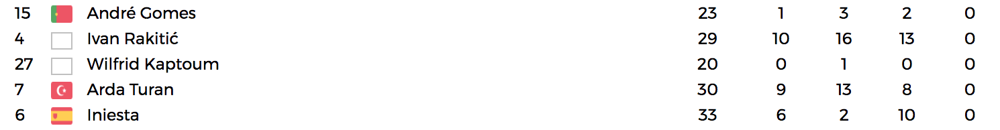 15 André Gomes 23 1 3 2 0
4 Ivan Rakitić 29 10 16 13 0
27 Wilfrid Kaptoum 20 0 1 0 0
7 Arda Turan 30 9 13 8 0
6 Iniesta 33 6 2 10 0